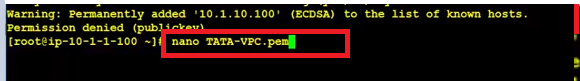 Warning: Permanently added '10.1.10.100' (ECDSA) to the list of known hosts.
Permission denied (publickey)
[root@ip-10-1-1-100 ~]# nano TATA-VPC.pem